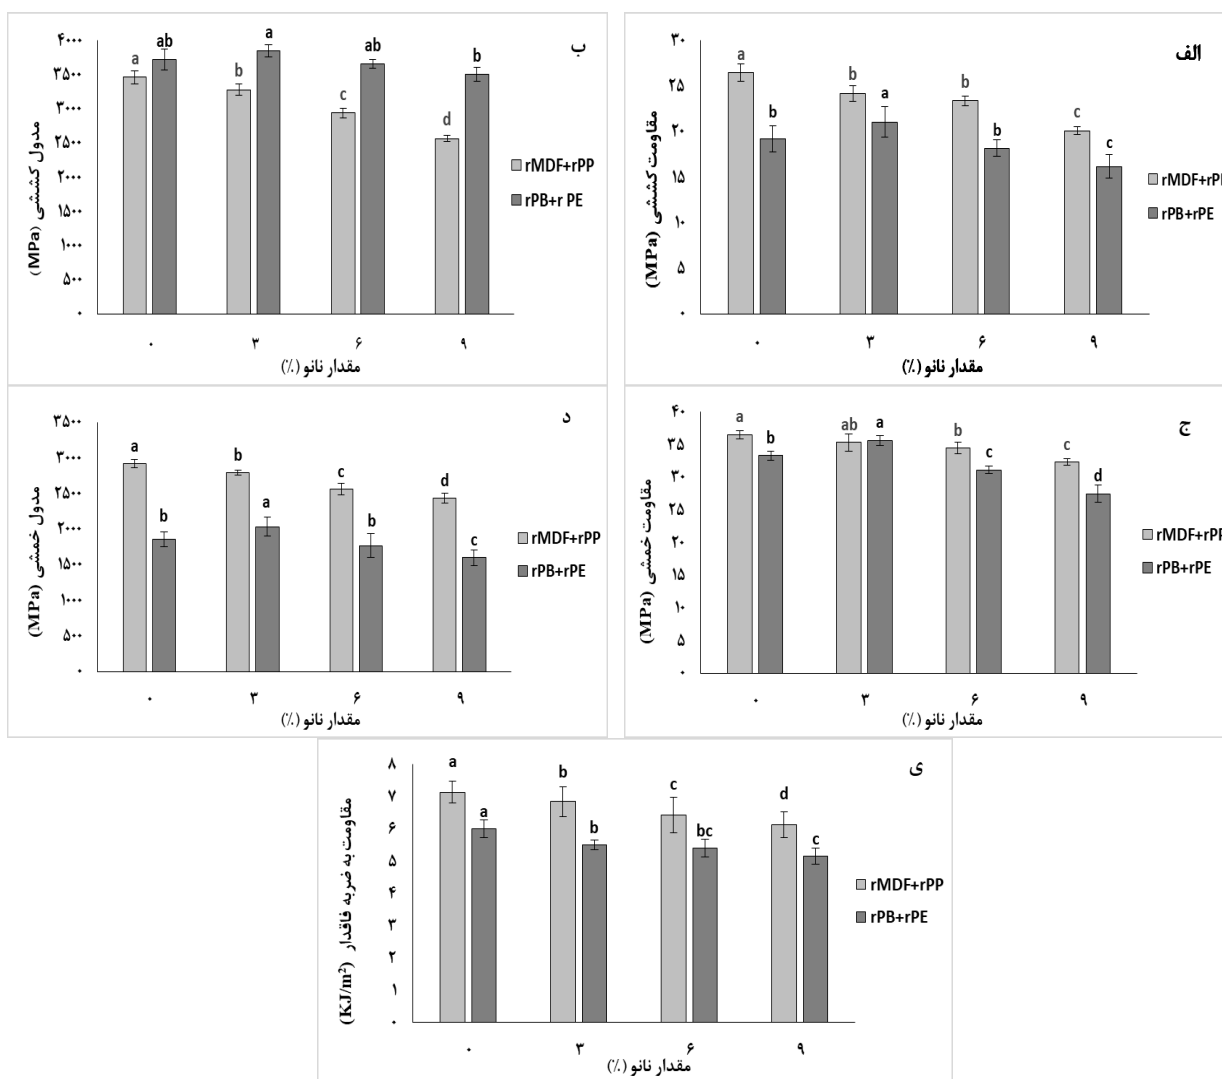 الف
مقاومت کششی (MPa)
۳۰
۲۵
۲۰
۱۵
۱۰
۵
۰
a
b
b
a
b
b
c
c
۰ ۳ ۶ ۹
مقدار نانو (٪)
rMDF+rPP
rPB+rPE
ب
مدول کششی (MPa)
۴۰۰۰
۳۵۰۰
۳۰۰۰
۲۵۰۰
۲۰۰۰
۱۵۰۰
۱۰۰۰
۵۰۰
۰
a
ab
b
a
c
ab
d
b
۰ ۳ ۶ ۹
مقدار نانو (٪)
rMDF+rPP
rPB+r PE
ج
مقاومت خمشی (MPa)
۴۰
۳۵
۳۰
۲۵
۲۰
۱۵
۱۰
۵
۰
a
b
ab
a
b
c
c
d
۰ ۳ ۶ ۹
مقدار نانو (٪)
rMDF+rPP
rPB+rPE
د
مدول خمشی (MPa)
۳۵۰۰
۳۰۰۰
۲۵۰۰
۲۰۰۰
۱۵۰۰
۱۰۰۰
۵۰۰
۰
a
b
b
a
c
b
d
c
۰ ۳ ۶ ۹
مقدار نانو (٪)
rMDF+rPP
rPB+rPE
ی
مقاومت به ضربه فاقدار (KJ/m²)
۸
۷
۶
۵
۴
۳
۲
۱
۰
a
a
b
b
c
bc
d
c
۰ ۳ ۶ ۹
مقدار نانو (٪)
rMDF+rPP
rPB+rPE